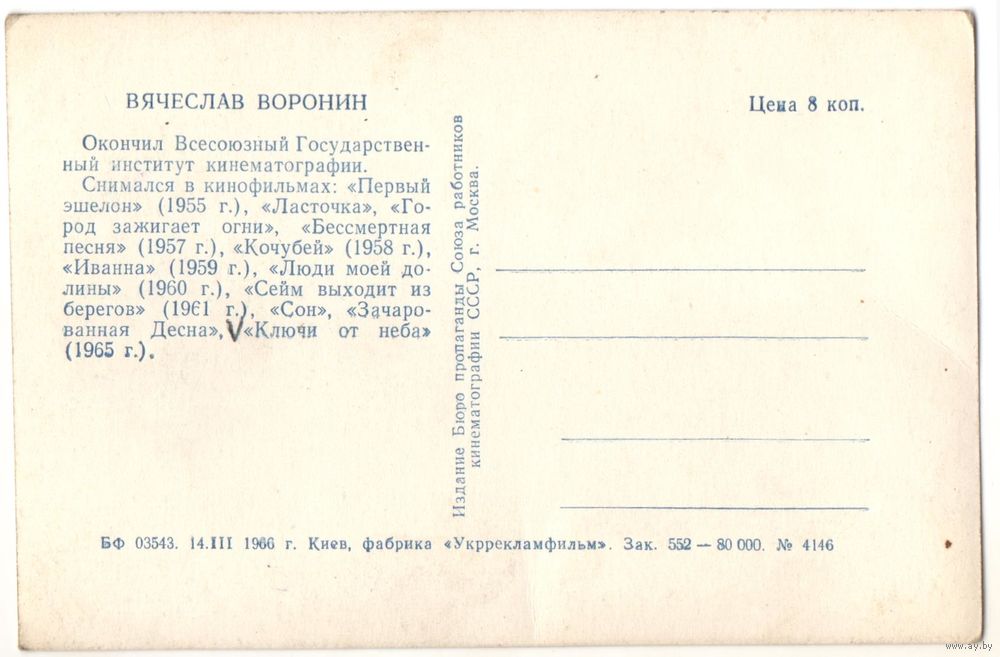 ВЯЧЕСЛАВ ВОРОНИН
Окончил Всесоюзный Государствен-
ный институт кинематографии.
Снимался в кинофильмах: «Первый
эшелон» (1955 г.), «Ласточка», «Го-
род зажигает огни», «Бессмертная
песня» (1957 г.), «Кочубей» (1958 г.),
«Иванна» (1959 г.), «Люди моей до-
лины» (1960 г.), «Сейм выходит из
берегов» (1961 г.), «Сон», «Зачаро-
ванная Десна», V «Ключи от неба»
(1965 г.).
Издание Бюро пропаганды Союза работников
кинематографии СССР, г. Москва.
Цена 8 коп.
БФ 03543. 14.III 1966 г. Киев, фабрика «Укррекламфильм». Зак. 552 — 80 000. № 4146
www.ay.by